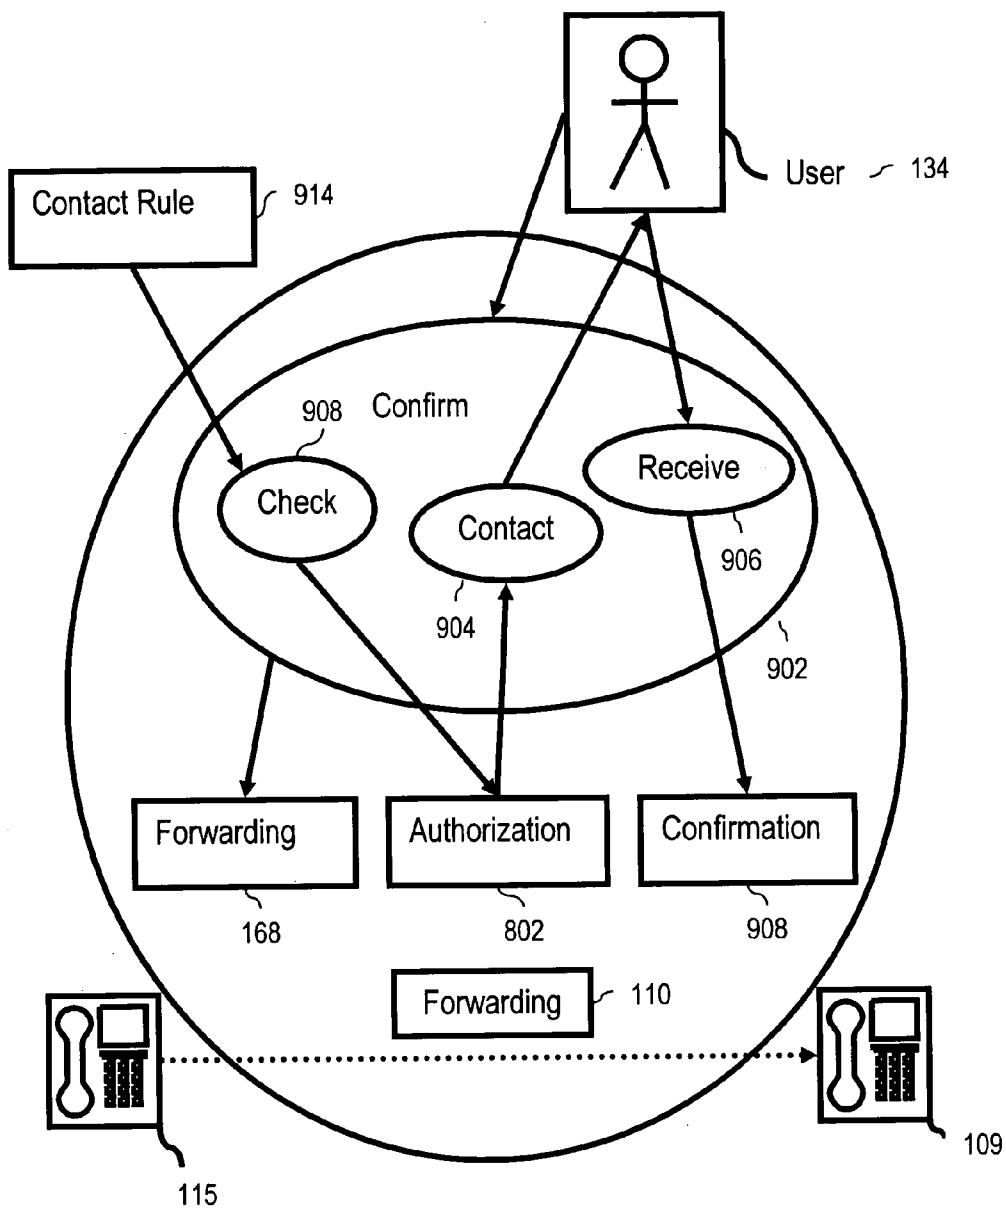 User
134
Contact Rule
914
908
Confirm
Check
Contact
Receive
904
906
902
Forwarding
Authorization
Confirmation
168
802
908
Forwarding
110
115
109